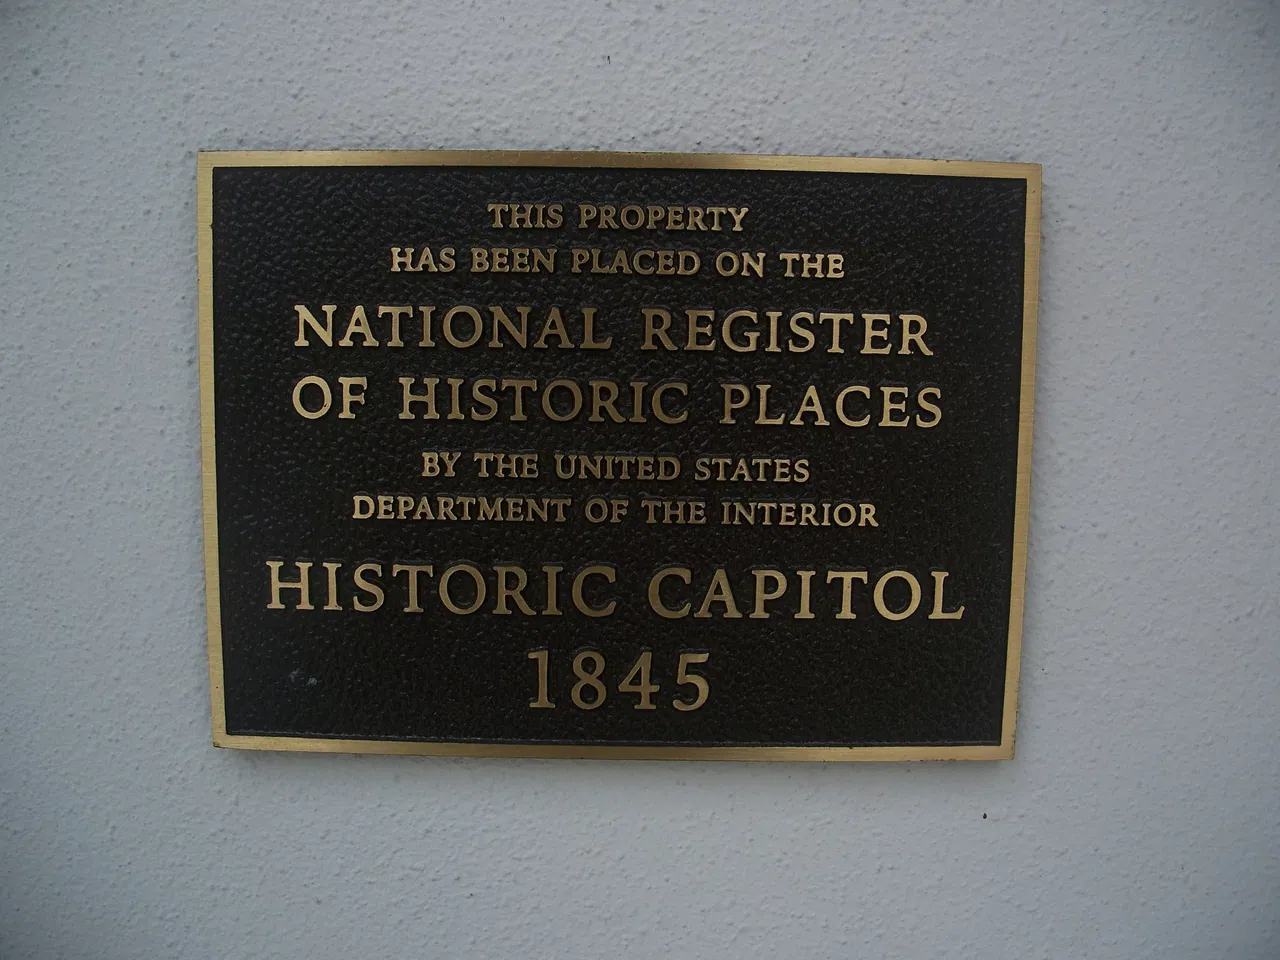 THIS PROPERTY
HAS BEEN PLACED ON THE
NATIONAL REGISTER
OF HISTORIC PLACES
BY THE UNITED STATES
DEPARTMENT OF THE INTERIOR
HISTORIC CAPITOL
1845